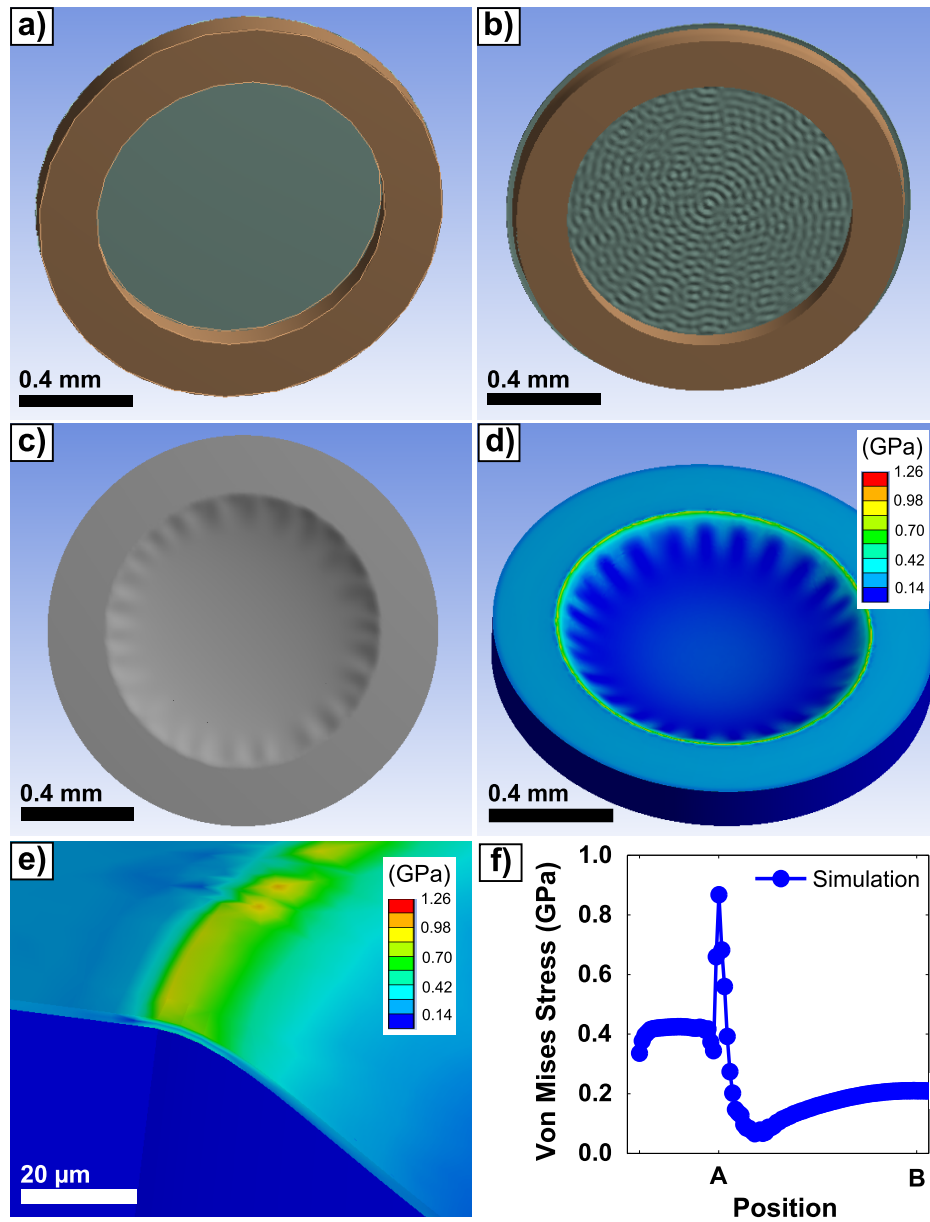 a)
0.4 mm
b)
0.4 mm
c)
0.4 mm
d)
(GPa)
1.26
0.98
0.70
0.42
0.14
0.4 mm
e)
(GPa)
1.26
0.98
0.70
0.42
0.14
20 µm
f)
Simulation
Von Mises Stress (GPa)
1.0
0.8
0.6
0.4
0.2
0.0
A
B
Position